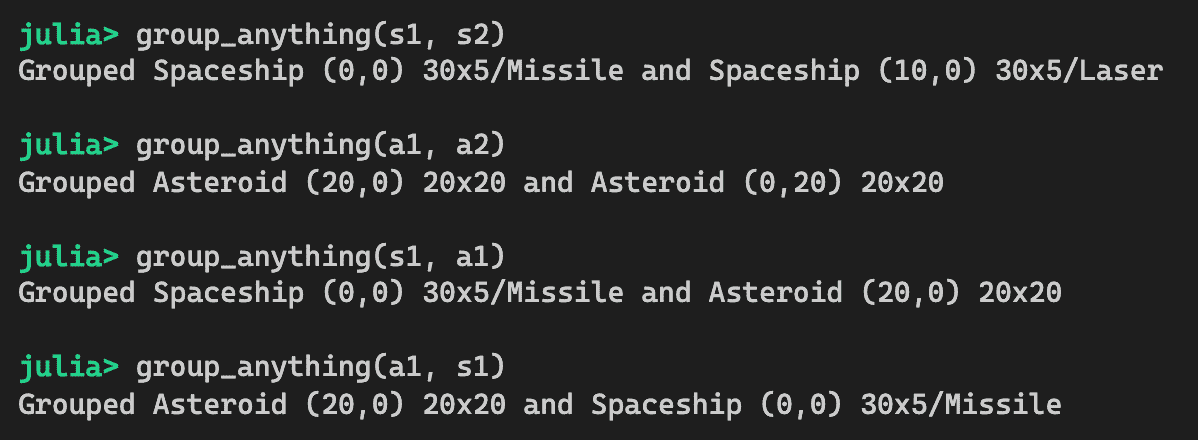 julia> group_anything(s1, s2)
Grouped Spaceship (0,0) 30x5/Missile and Spaceship (10,0) 30x5/Laser
julia> group_anything(a1, a2)
Grouped Asteroid (20,0) 20x20 and Asteroid (0,20) 20x20
julia> group_anything(s1, a1)
Grouped Spaceship (0,0) 30x5/Missile and Asteroid (20,0) 20x20
julia> group_anything(a1, s1)
Grouped Asteroid (20,0) 20x20 and Spaceship (0,0) 30x5/Missile